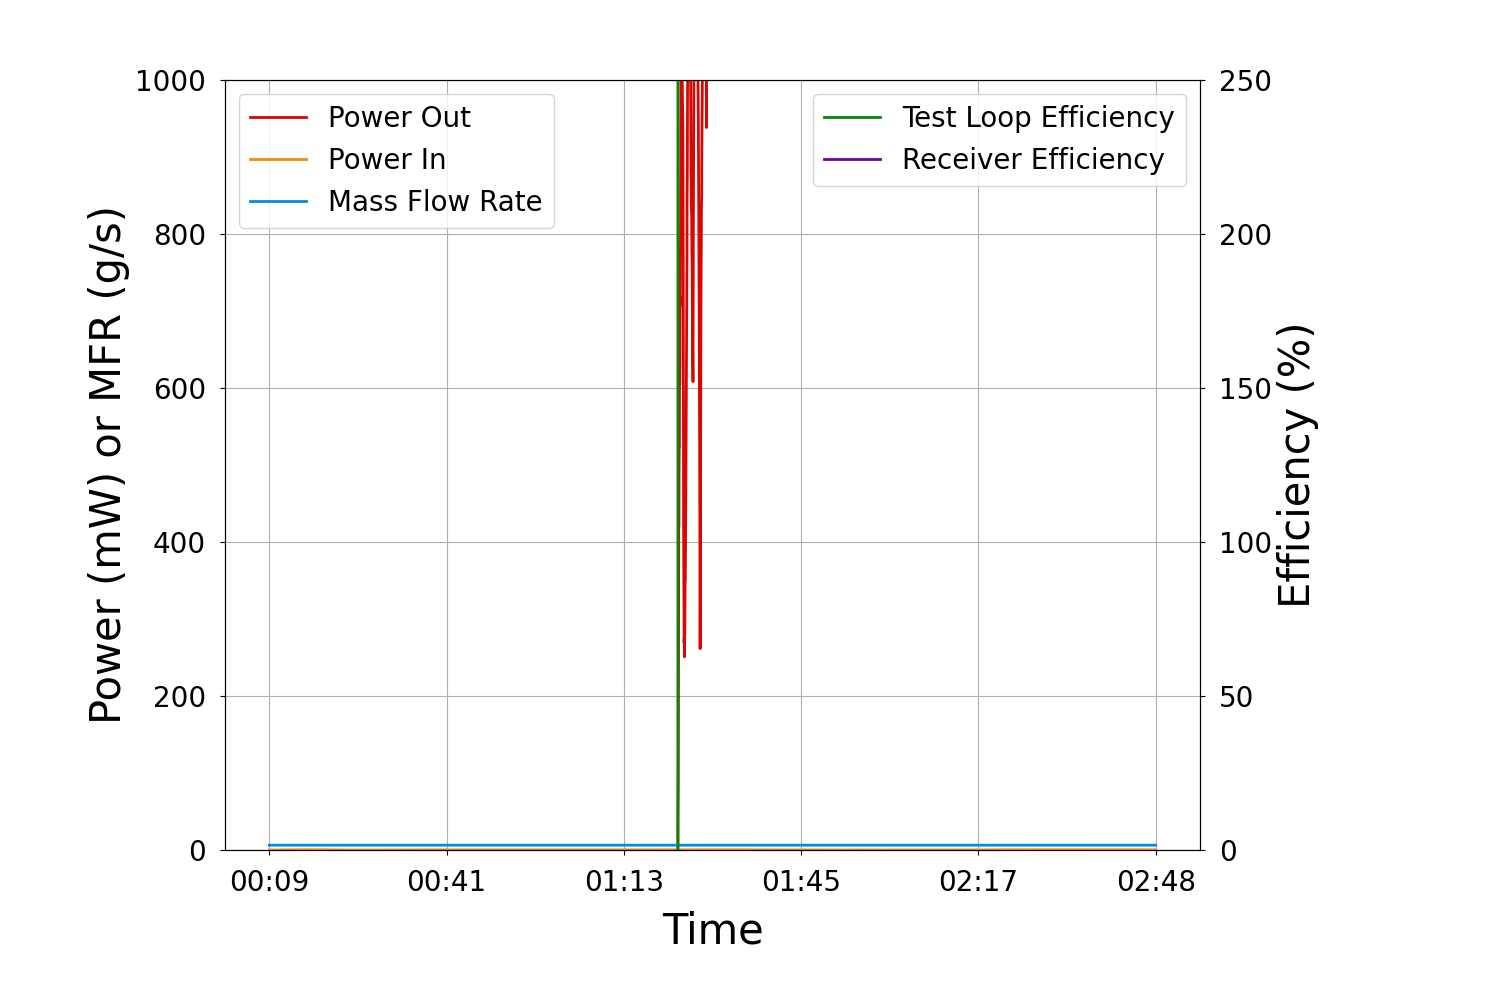 Power Out
Power In
Mass Flow Rate
Test Loop Efficiency
Receiver Efficiency
Power (mW) or MFR (g/s)
1000
800
600
400
200
0
250
200
150
100
50
0
Efficiency (%)
00:09
00:41
01:13
01:45
02:17
02:48
Time